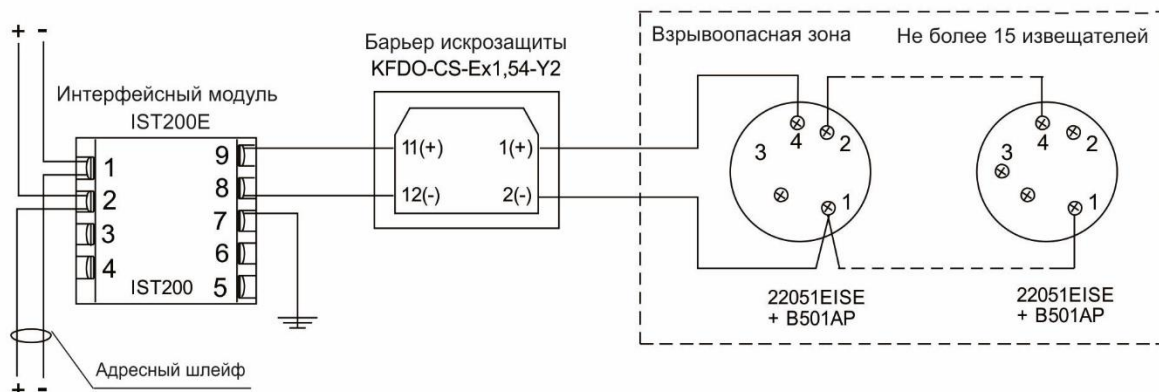 + -
Барьер искрозащиты
KFDO-CS-Ex1,54-Y2
Взрывоопасная зона
Не более 15 извещателей
Интерфейсный модуль
IST200E
1
2
3
4
9
8
7
6
5
IST200
11(+)
12(-)
1(+)
2(-)
3
4
2
1
3
4
2
1
22051EISE
+ B501AP
22051EISE
+ B501AP
Адресный шлейф
+ -